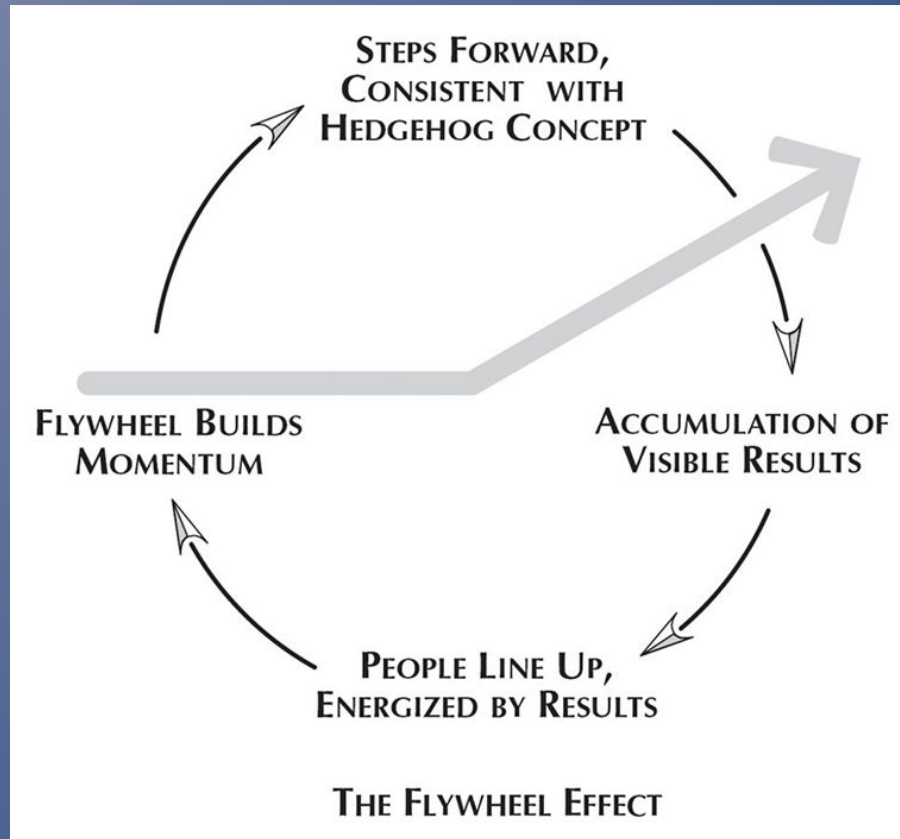 STEPS FORWARD,
CONSISTENT WITH
HEDGEHOG CONCEPT
FLYWHEEL BUILDS
MOMENTUM
ACCUMULATION OF
VISIBLE RESULTS
PEOPLE LINE UP,
ENERGIZED BY RESULTS
THE FLYWHEEL EFFECT